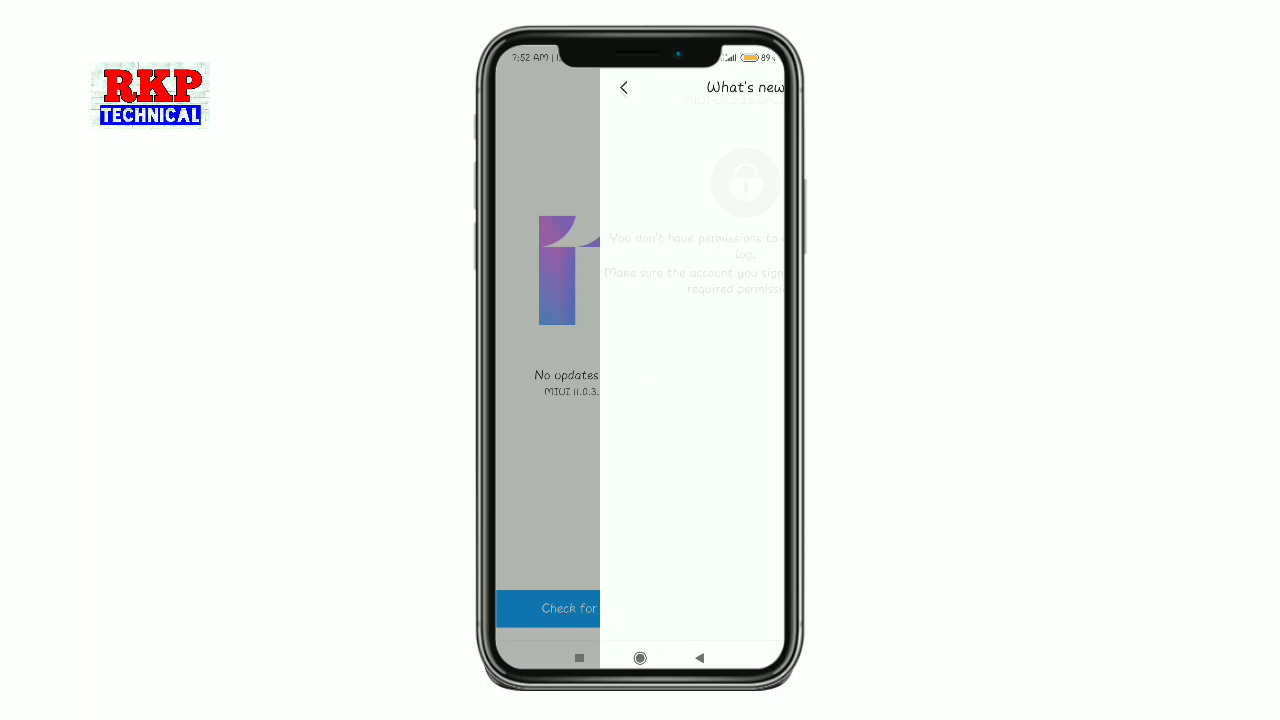 RKP
TECHNICAL
7:52 AM |
89
What's new
You don't have permissions to
log.
Make sure the account you sign
required permissi
No updates
MIUI 11.0.3.
Check for